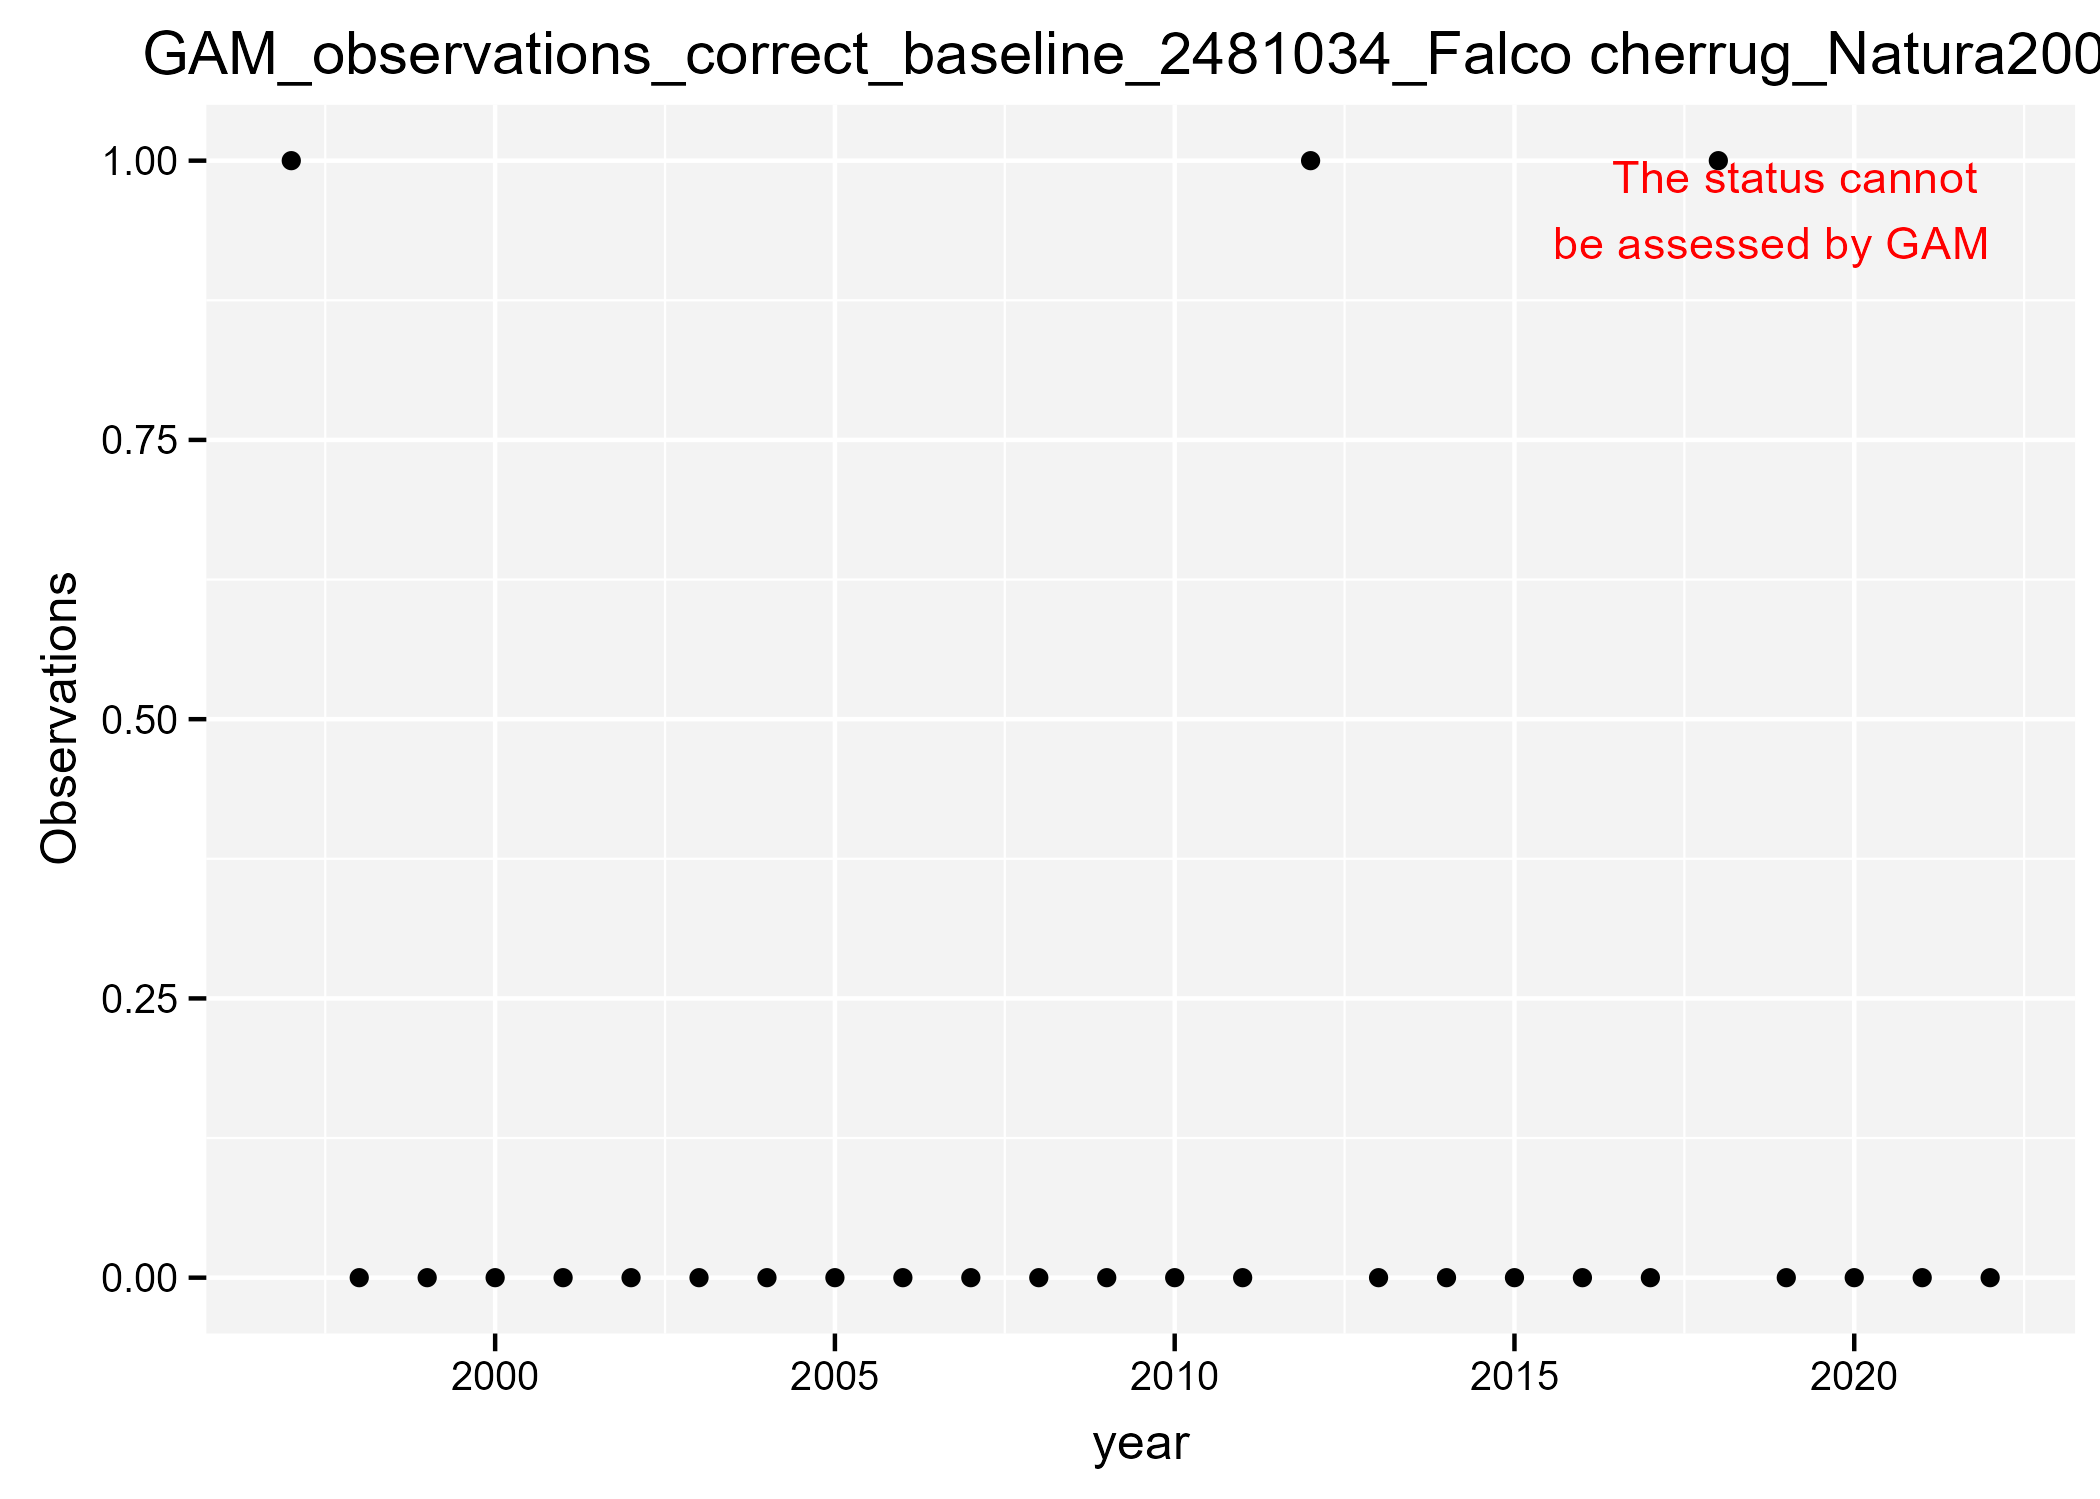 GAM_observations_correct_baseline_2481034_Falco cherrug_Natura200
1.00
The status cannot
be assessed by GAM
0.75
0.50
0.25
0.00
Observations
2000 2005 2010 2015 2020
year